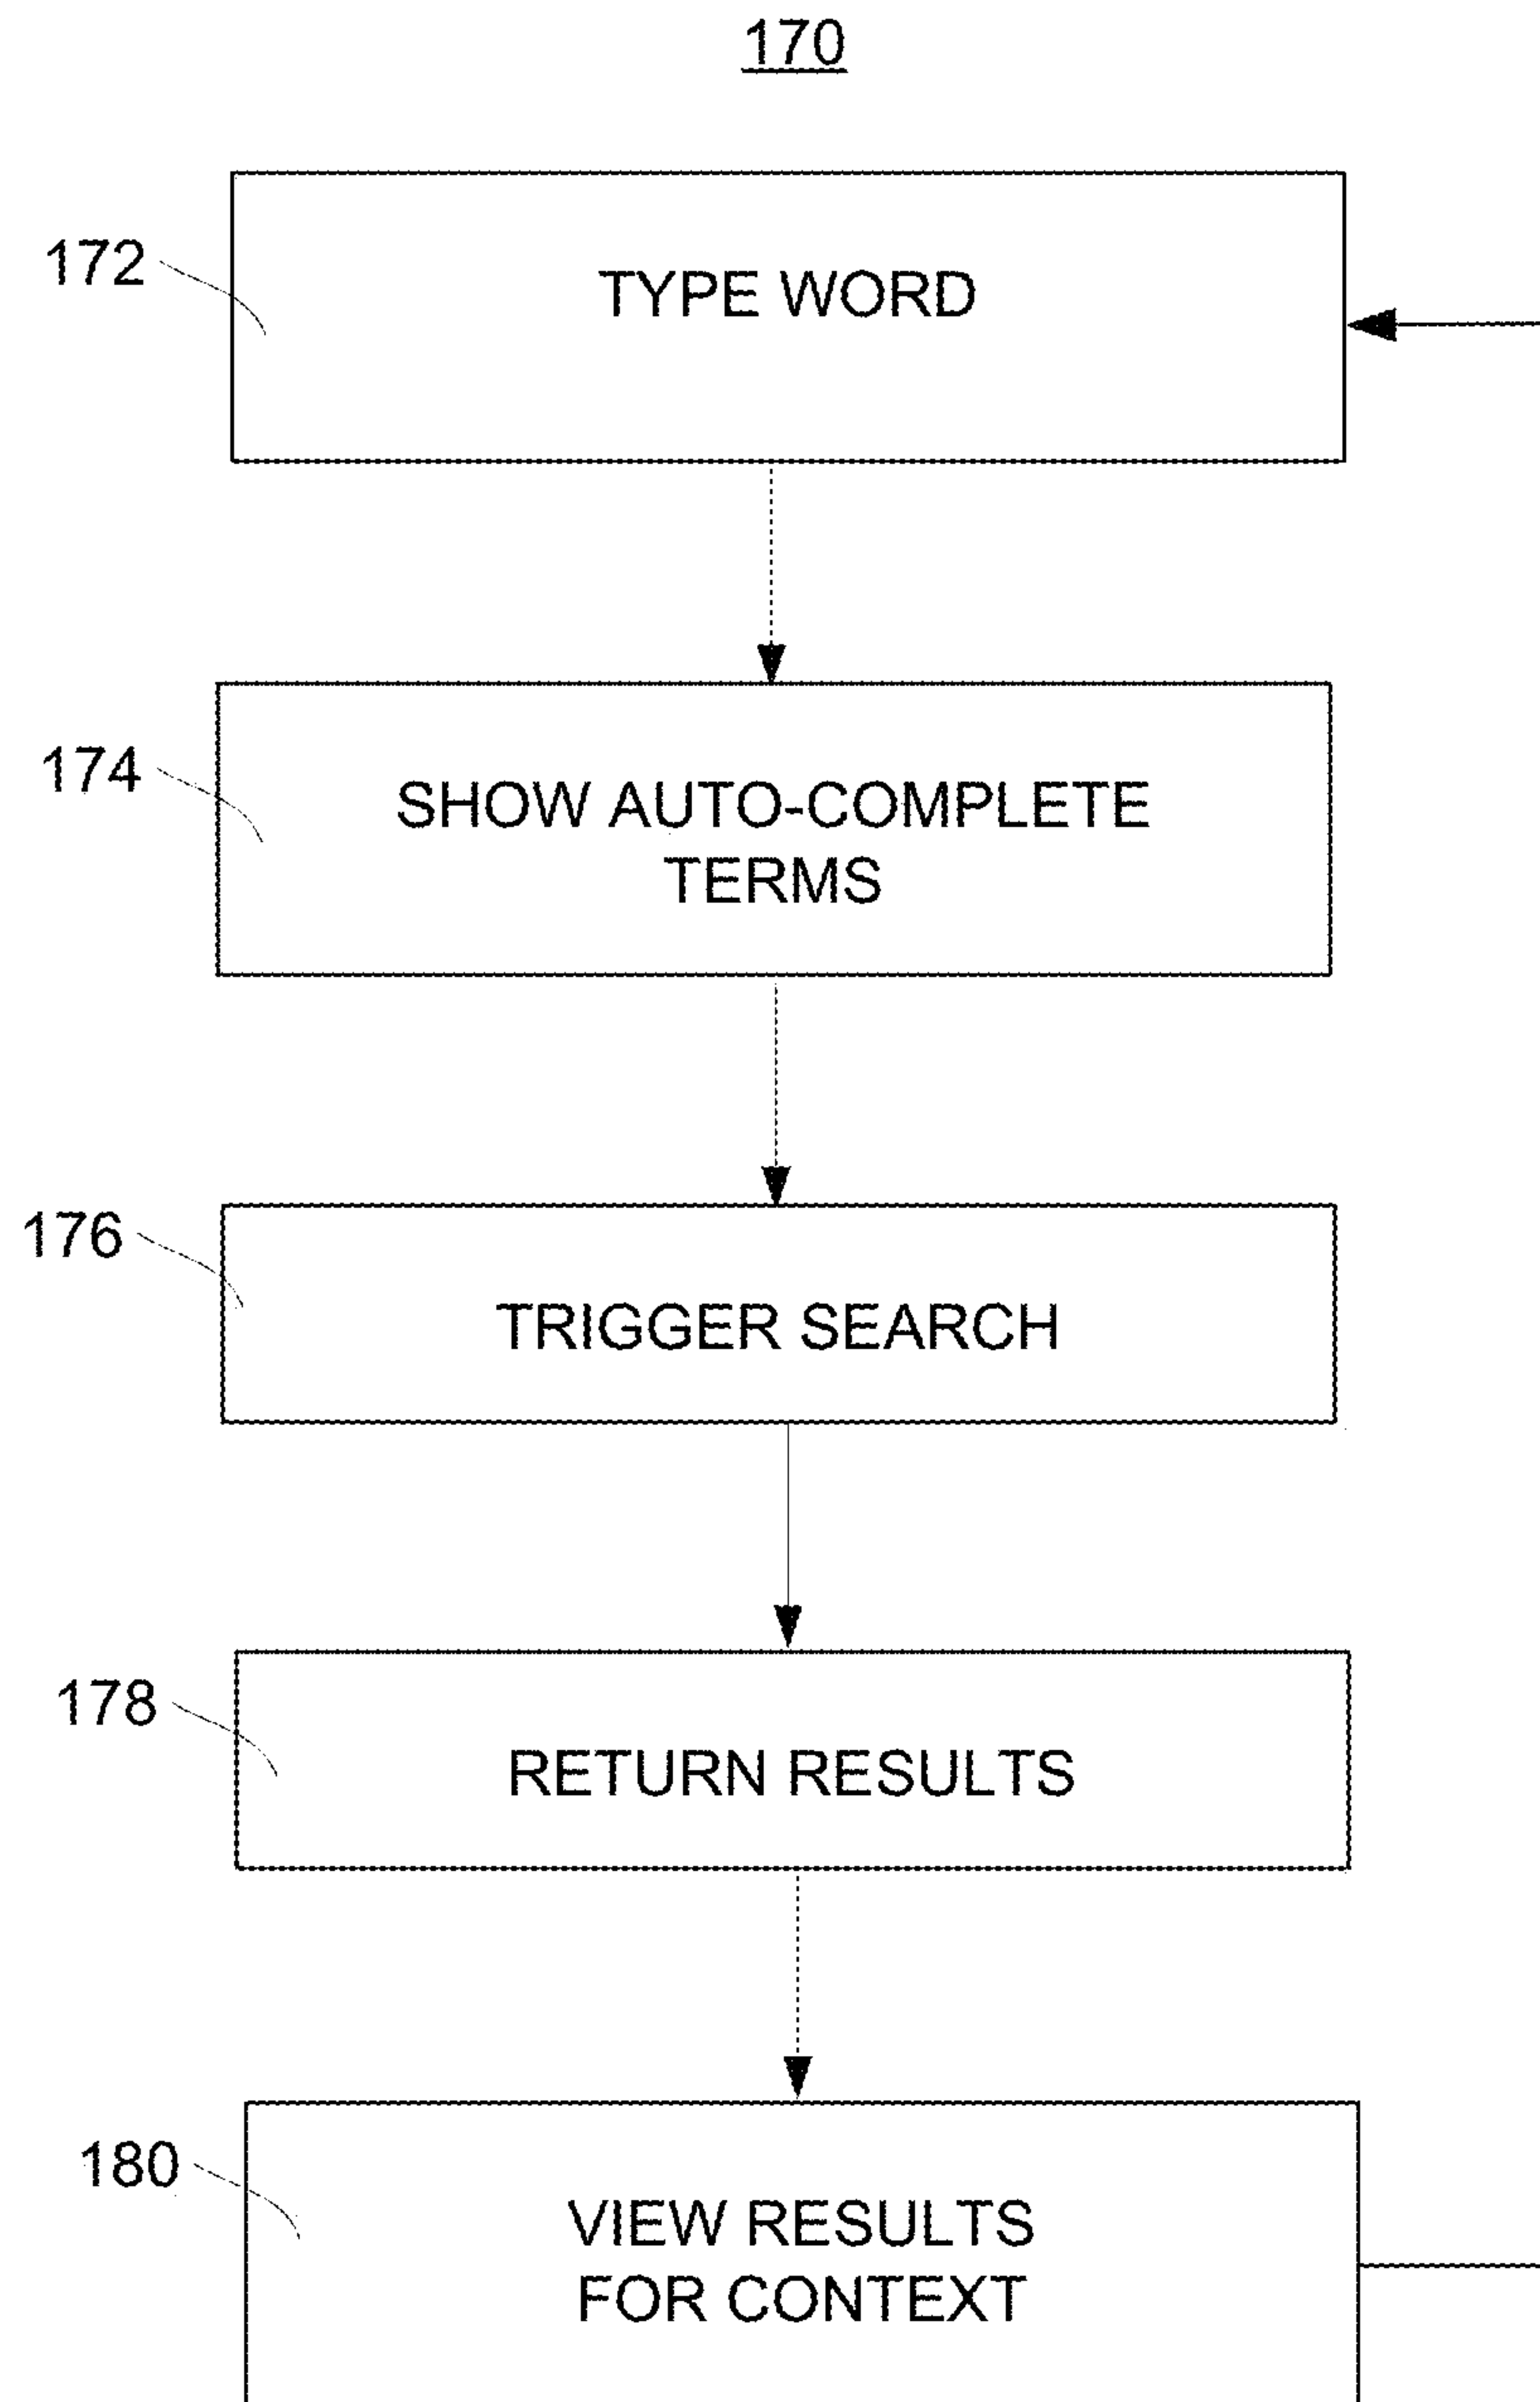 170
172
TYPE WORD
174
SHOW AUTO-COMPLETE
TERMS
176
TRIGGER SEARCH
178
RETURN RESULTS
180
VIEW RESULTS
FOR CONTEXT